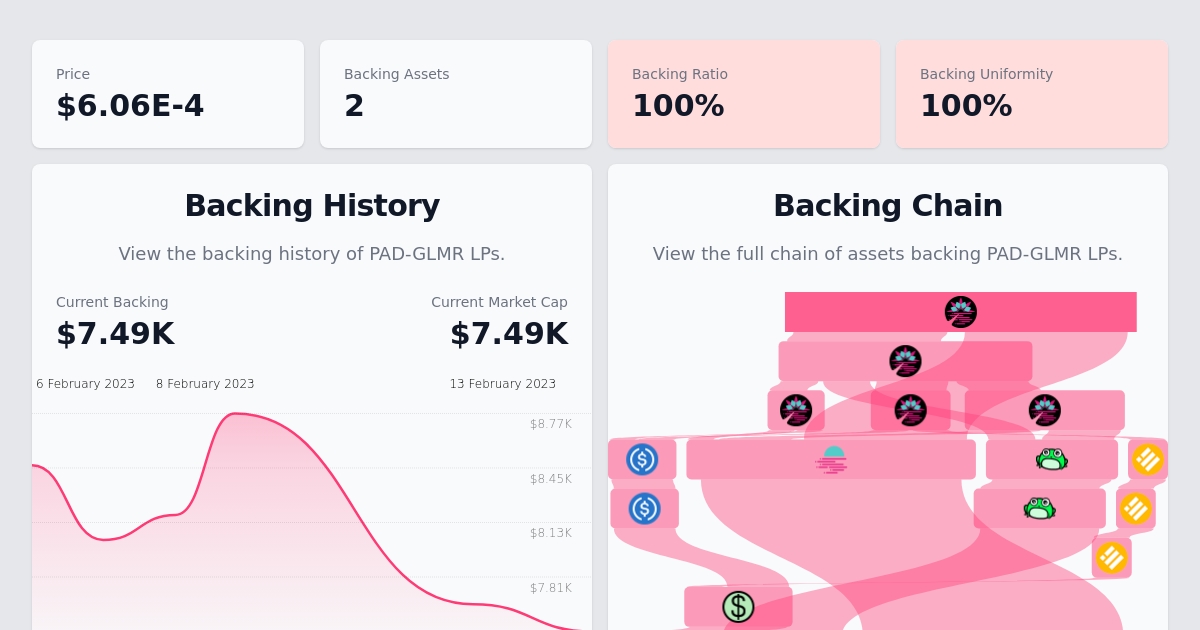 Price
$6.06E-4
Backing Assets
2
Backing Ratio
100%
Backing Uniformity
100%
Backing History
View the backing history of PAD-GLMR LPs.
Current Backing
$7.49K
Current Market Cap
$7.49K
6 February 2023
8 February 2023
13 February 2023
$8.77K
$8.45K
$8.13K
$7.81K
Backing Chain
View the full chain of assets backing PAD-GLMR LPs.